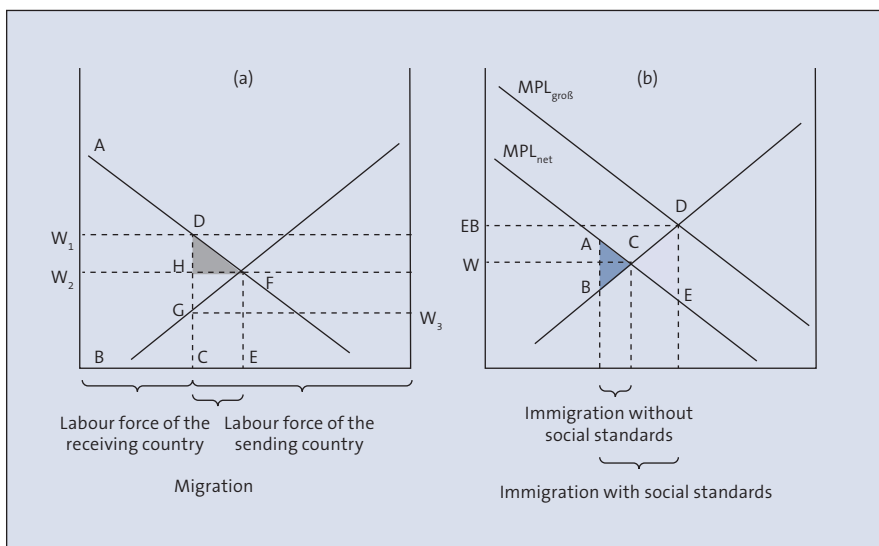 (a)
A
D
W1
H
W2
F
G
W3
B
C
E
Labour force of the
receiving country
Labour force of the
sending country
Migration
(b)
MPLgroß
MPLnet
EB
D
A
C
W
B
E
Immigration without
social standards
Immigration with social standards